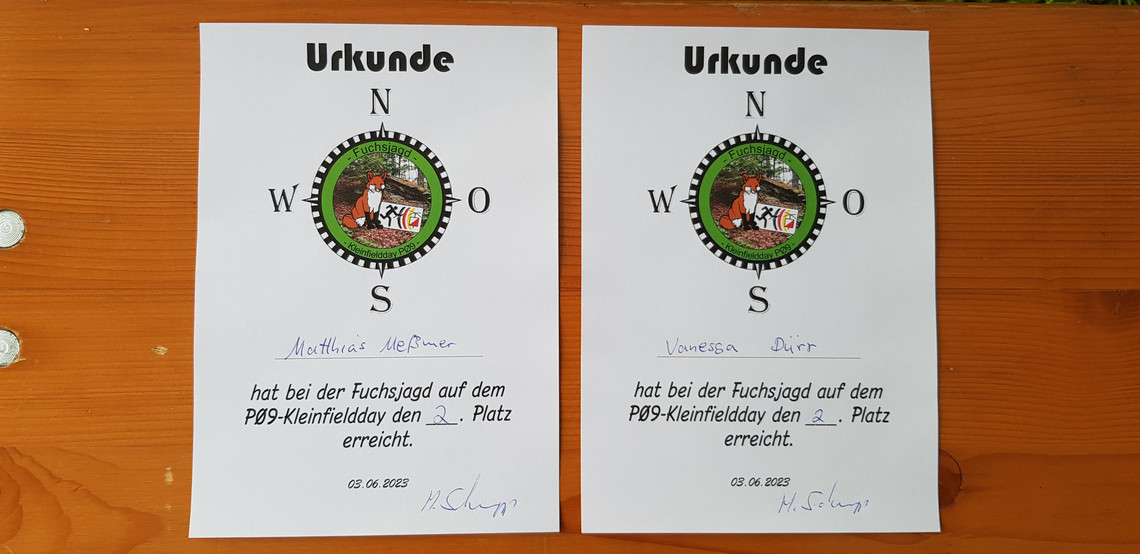 Urkunde
N
- Fuchsjagd -
W
O
- Kleinfieldday PØ9 -
S
Matthias Meßmer
hat bei der Fuchsjagd auf dem
PØ9-Kleinfieldday den 2. Platz
erreicht.
03.06.2023
Urkunde
N
- Fuchsjagd -
W
O
- Kleinfieldday PØ9 -
S
Vanessa Dürr
hat bei der Fuchsjagd auf dem
PØ9-Kleinfieldday den 2. Platz
erreicht.
03.06.2023